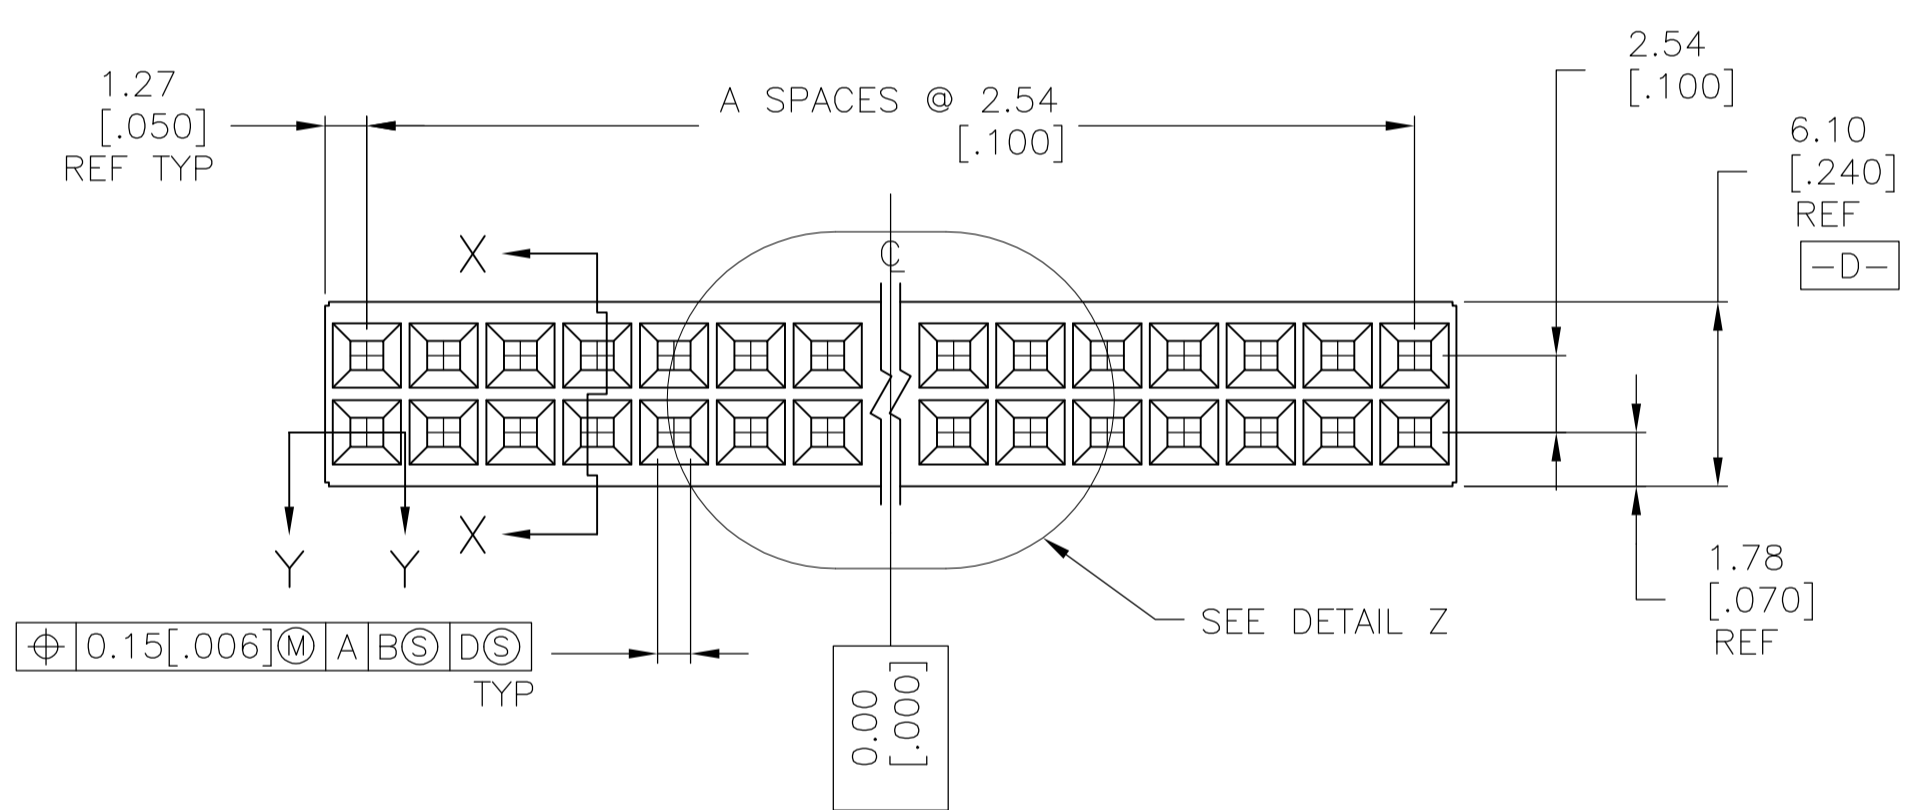 1.27
[.050]
REF TYP
A SPACES @ 2.54
[.100]
2.54
[.100]
6.10
[.240]
REF
-D-
X
℄
Y Y
X
1.78
[.070]
REF
SEE DETAIL Z
⌖ 0.15[.006]Ⓜ A BⓈ DⓈ
TYP
0.00
[.000]